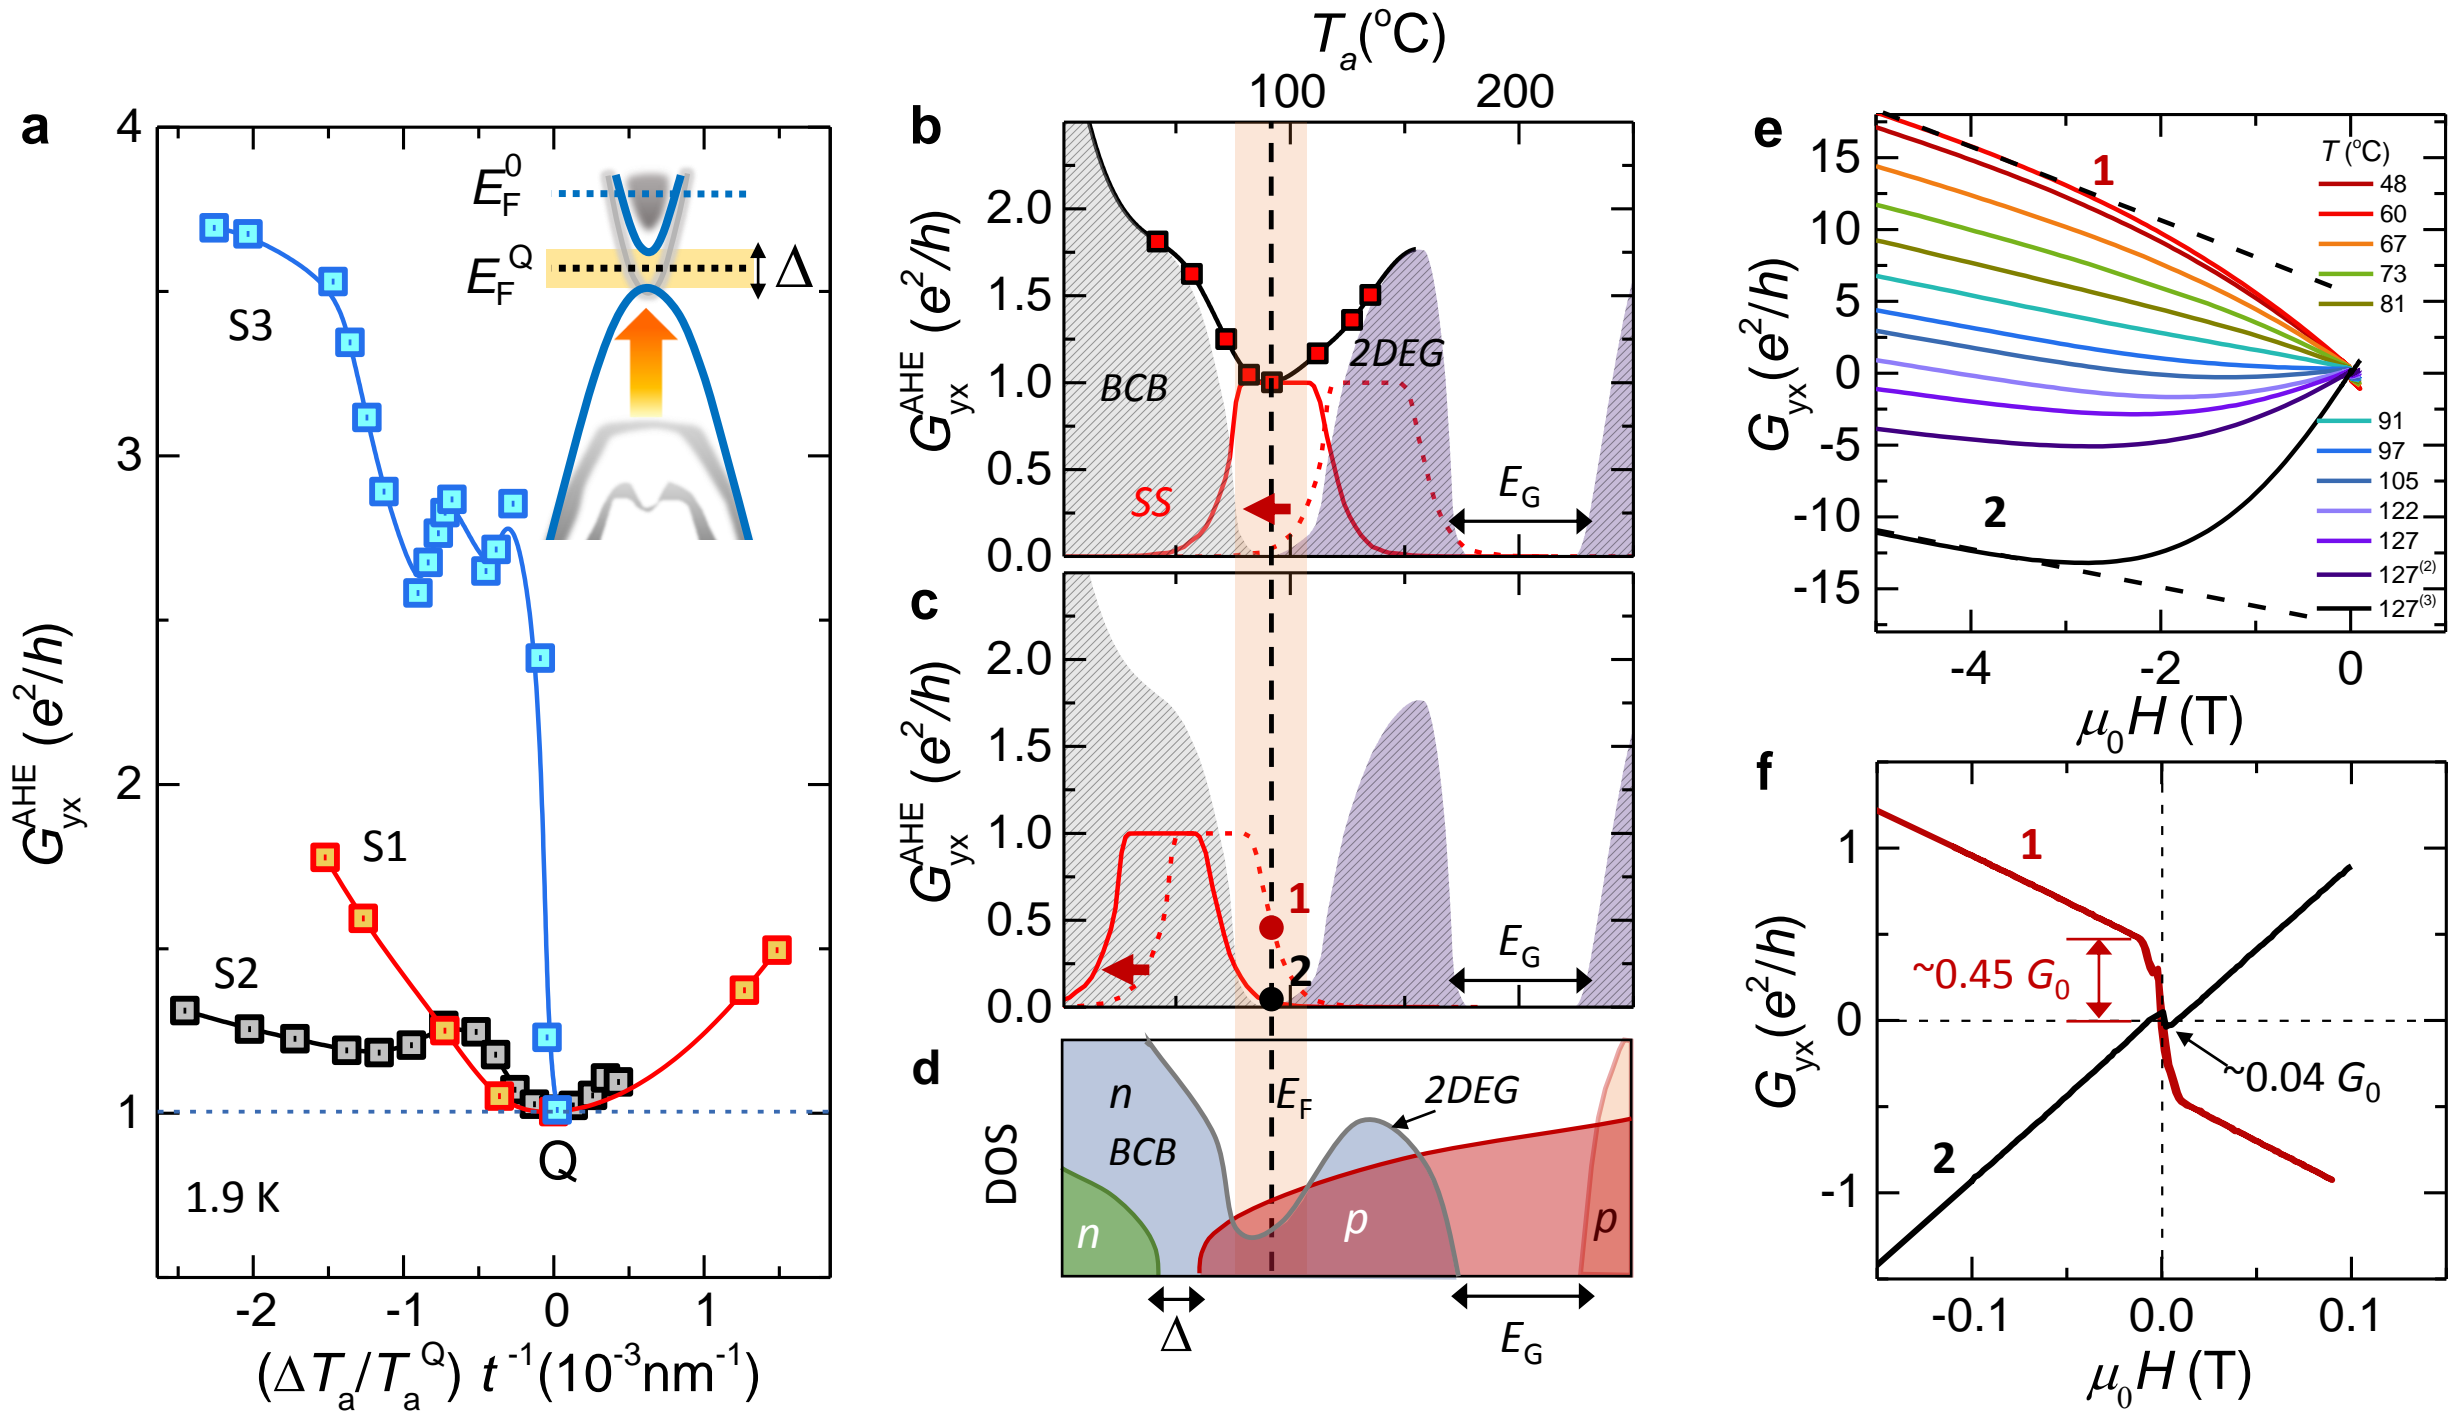 a
4
3
2
1
G_yx^AHE (e^2/h)
S3
S1
S2
1.9 K
Q
E_F^0
E_F^Q
Δ
-2
-1
0
1
(ΔT_a/T_a^Q) t^-1 (10^-3 nm^-1)
T_a(°C)
100
200
b
2.0
1.5
1.0
0.5
0.0
G_yx^AHE (e^2/h)
BCB
SS
2DEG
E_G
c
2.0
1.5
1.0
0.5
0.0
G_yx^AHE (e^2/h)
1
2
E_G
d
DOS
n
BCB
n
E_F
2DEG
p
p
Δ
E_G
e
15
10
5
0
-5
-10
-15
G_yx (e^2/h)
1
2
T (°C)
48
60
67
73
81
91
97
105
122
127
127^(2)
127^(3)
-4
-2
0
μ_0H (T)
f
1
0
-1
G_yx (e^2/h)
1
~0.45 G_0
~0.04 G_0
2
-0.1
0.0
0.1
μ_0H (T)